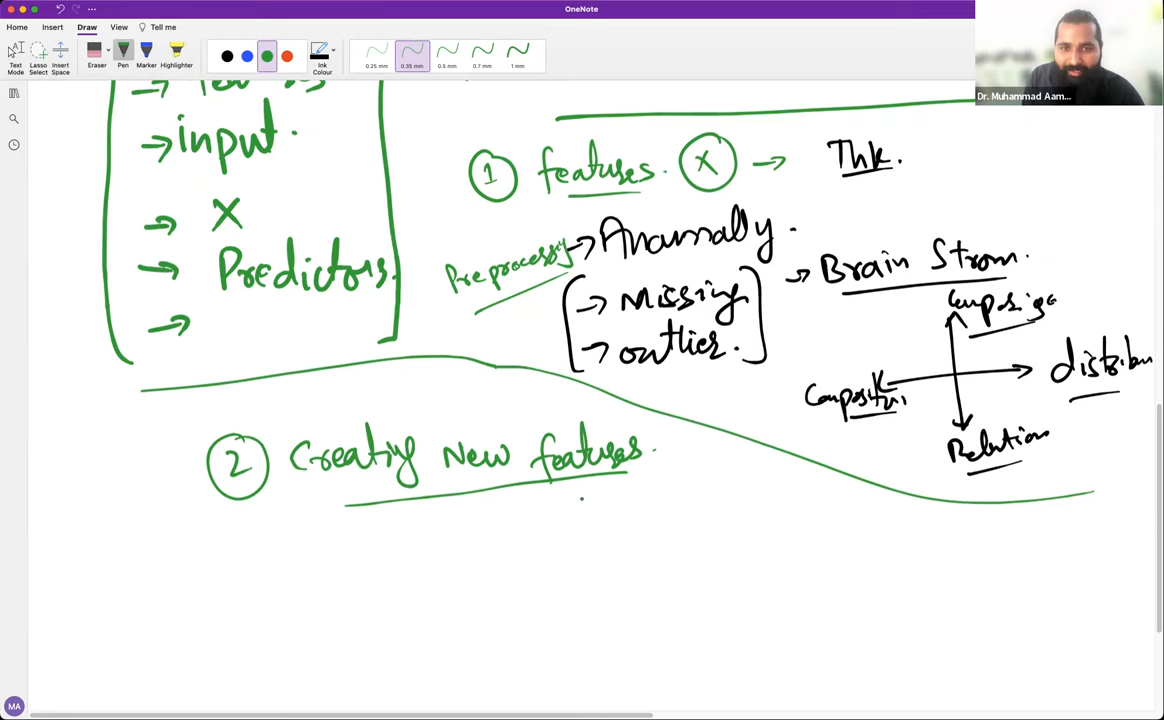 OneNote
Home Insert Draw View Tell me
Text Mode
Lasso Select
Insert Space
Eraser
Pen
Marker
Highlighter
Ink Colour
0.25 mm
0.35 mm
0.5 mm
0.7 mm
1 mm
Dr. Muhammad Aam...
→ input.
→ X
→ Predictors
→
① features. Ⓧ → Thk.
Preprocessing → Anamally.
→ Missing
→ outlier.
→ Brain Strom.
distribu
Relation
② Creating New features.
MA